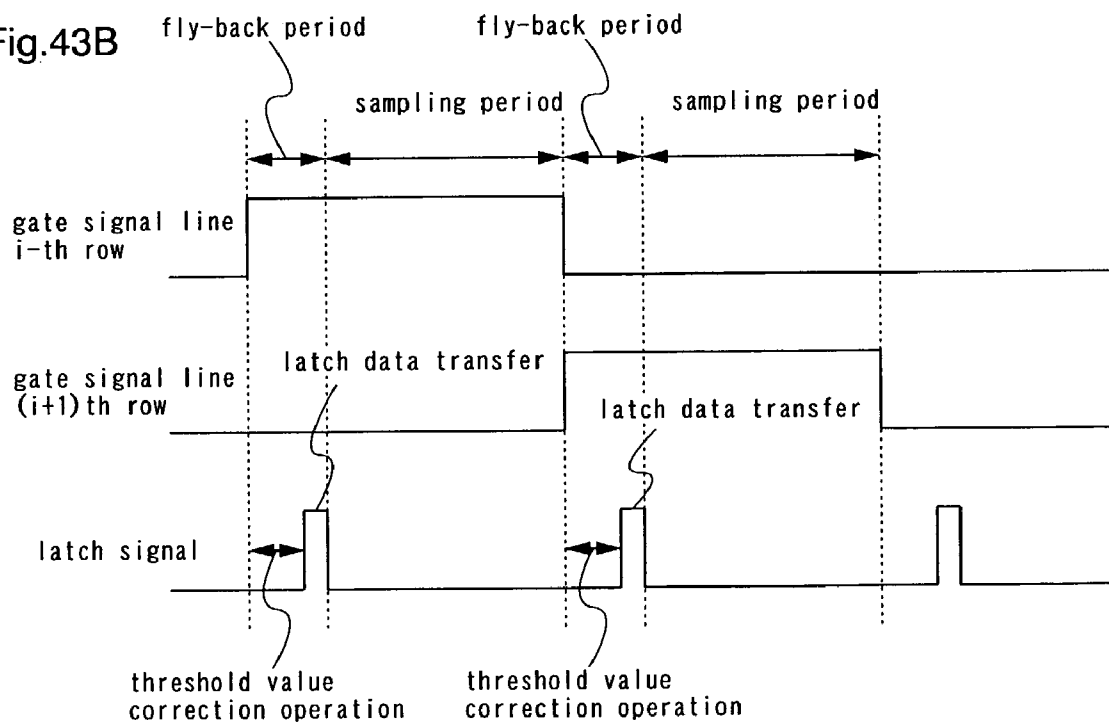 Fig.43B
fly-back period
fly-back period
sampling period
sampling period
gate signal line
i-th row
latch data transfer
gate signal line
(i+1)th row
latch data transfer
latch signal
threshold value
correction operation
threshold value
correction operation